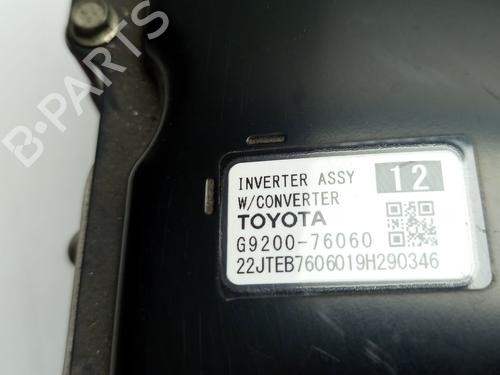 B-PARTS
INVERTER ASSY 12
W/CONVERTER
TOYOTA
G9200-76060
22JTEB7606019H290346